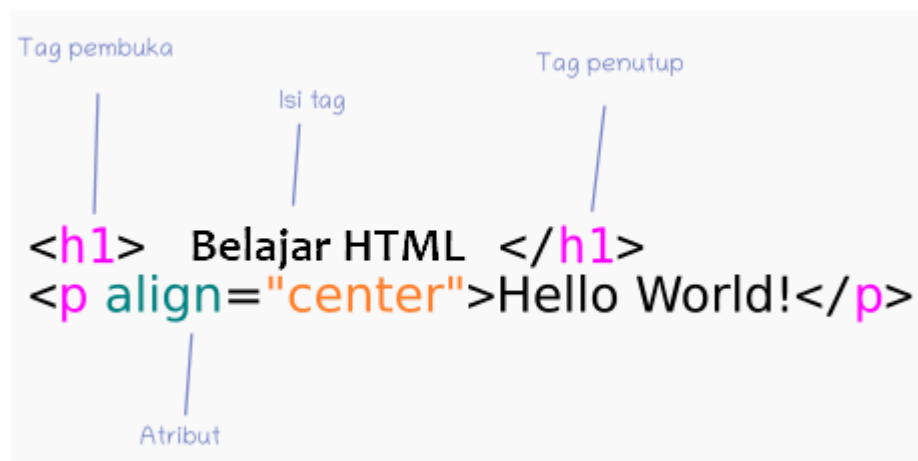 Tag pembuka
Tag penutup
Isi tag
<h1> Belajar HTML </h1>
<p align="center">Hello World!</p>
Atribut